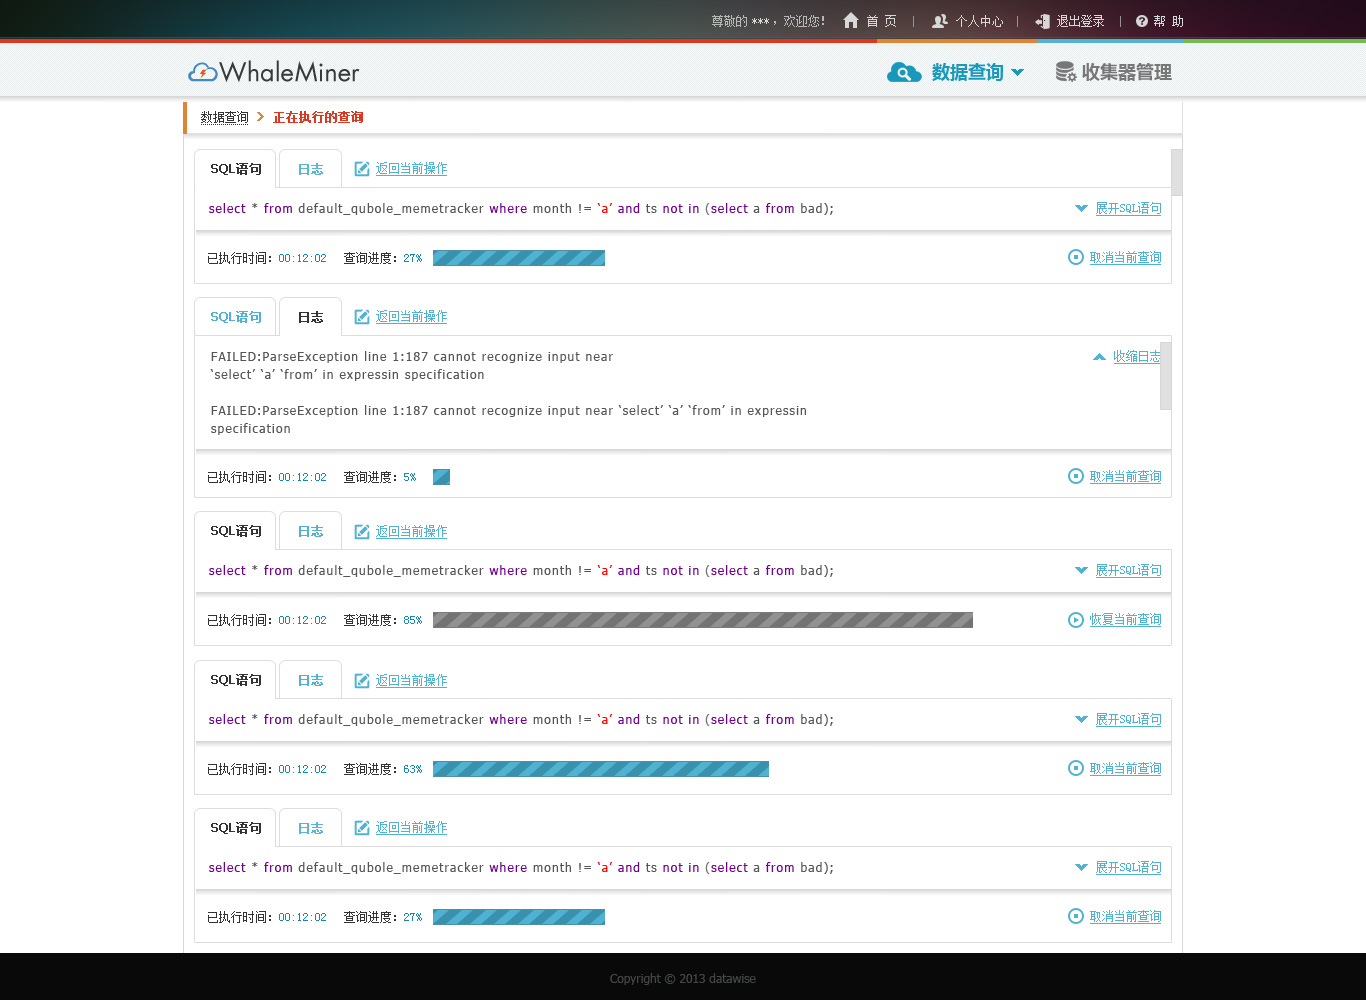 尊敬的 *** , 欢迎您! 首 页 | 个人中心 | 退出登录 | 帮 助
WhaleMiner 数据查询 收集器管理
数据查询 > 正在执行的查询
SQL语句 日志 返回当前操作
select * from default_qubole_memetracker where month != ‘a’ and ts not in (select a from bad); 展开SQL语句
已执行时间: 00:12:02 查询进度: 27% 取消当前查询
SQL语句 日志 返回当前操作
FAILED:ParseException line 1:187 cannot recognize input near 收缩日志
‘select’ ‘a’ ‘from’ in expressin specification
FAILED:ParseException line 1:187 cannot recognize input near ‘select’ ‘a’ ‘from’ in expressin
specification
已执行时间: 00:12:02 查询进度: 5% 取消当前查询
SQL语句 日志 返回当前操作
select * from default_qubole_memetracker where month != ‘a’ and ts not in (select a from bad); 展开SQL语句
已执行时间: 00:12:02 查询进度: 85% 恢复当前查询
SQL语句 日志 返回当前操作
select * from default_qubole_memetracker where month != ‘a’ and ts not in (select a from bad); 展开SQL语句
已执行时间: 00:12:02 查询进度: 63% 取消当前查询
SQL语句 日志 返回当前操作
select * from default_qubole_memetracker where month != ‘a’ and ts not in (select a from bad); 展开SQL语句
已执行时间: 00:12:02 查询进度: 27% 取消当前查询
Copyright © 2013 datawise